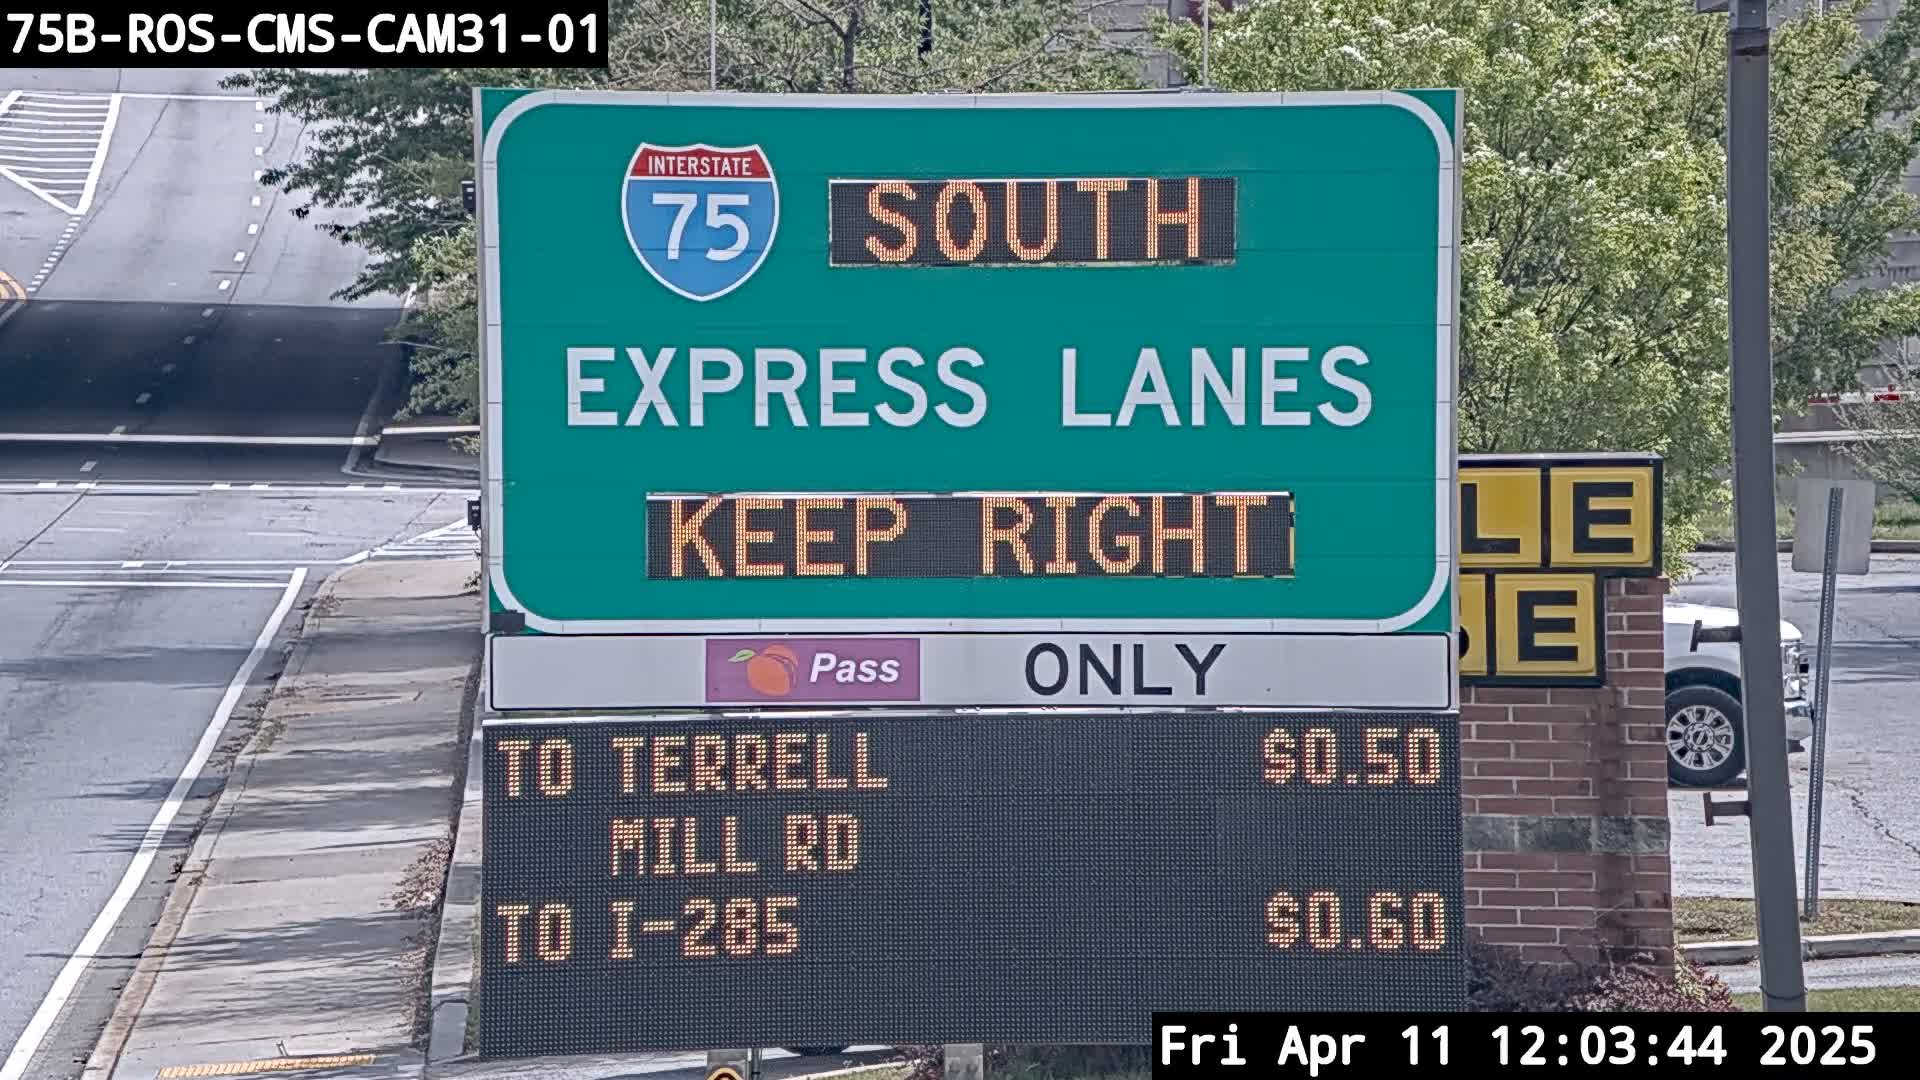 75B-ROS-CMS-CAM31-01
INTERSTATE
75
SOUTH
EXPRESS LANES
KEEP RIGHT
Pass ONLY
TO TERRELL $0.50
MILL RD
TO I-285 $0.60
LE
E
Fri Apr 11 12:03:44 2025